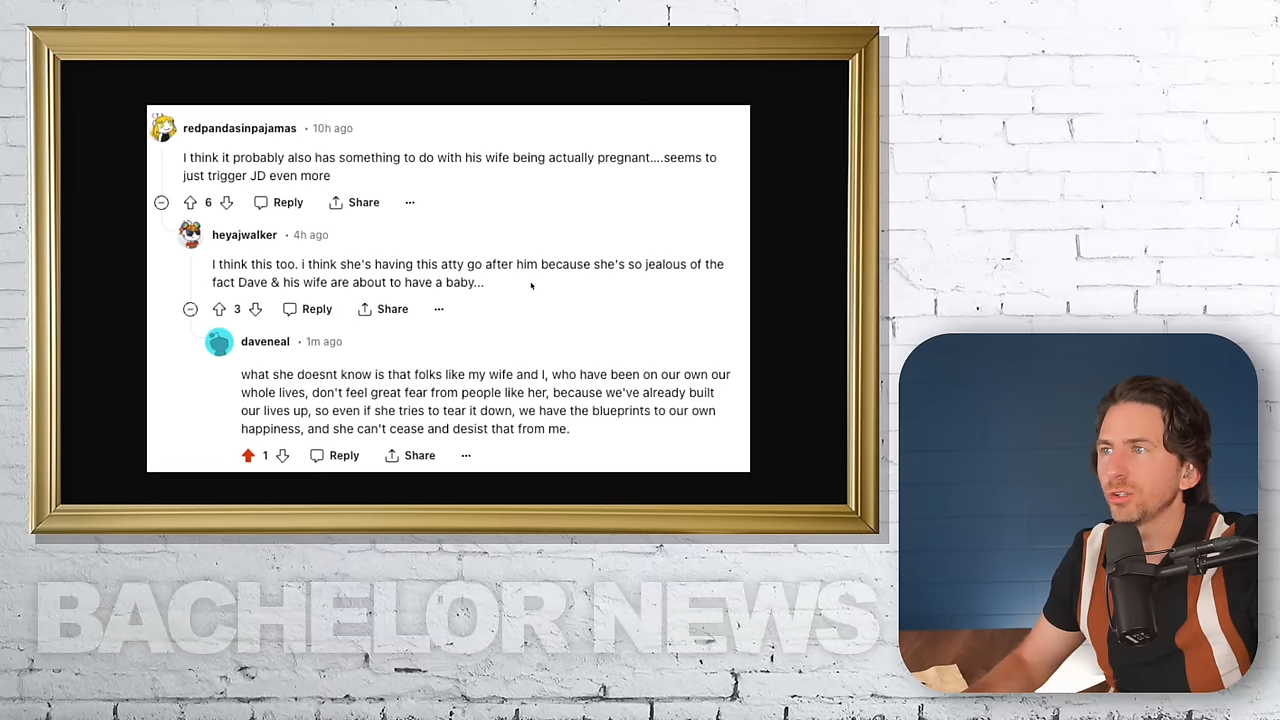 redpandasinpajamas • 10h ago
I think it probably also has something to do with his wife being actually pregnant....seems to
just trigger JD even more
6 Reply Share ...
heyajwalker • 4h ago
I think this too. i think she's having this atty go after him because she's so jealous of the
fact Dave & his wife are about to have a baby...
3 Reply Share ...
daveneal • 1m ago
what she doesnt know is that folks like my wife and I, who have been on our own our
whole lives, don't feel great fear from people like her, because we've already built
our lives up, so even if she tries to tear it down, we have the blueprints to our own
happiness, and she can't cease and desist that from me.
1 Reply Share ...
BACHELOR NEWS